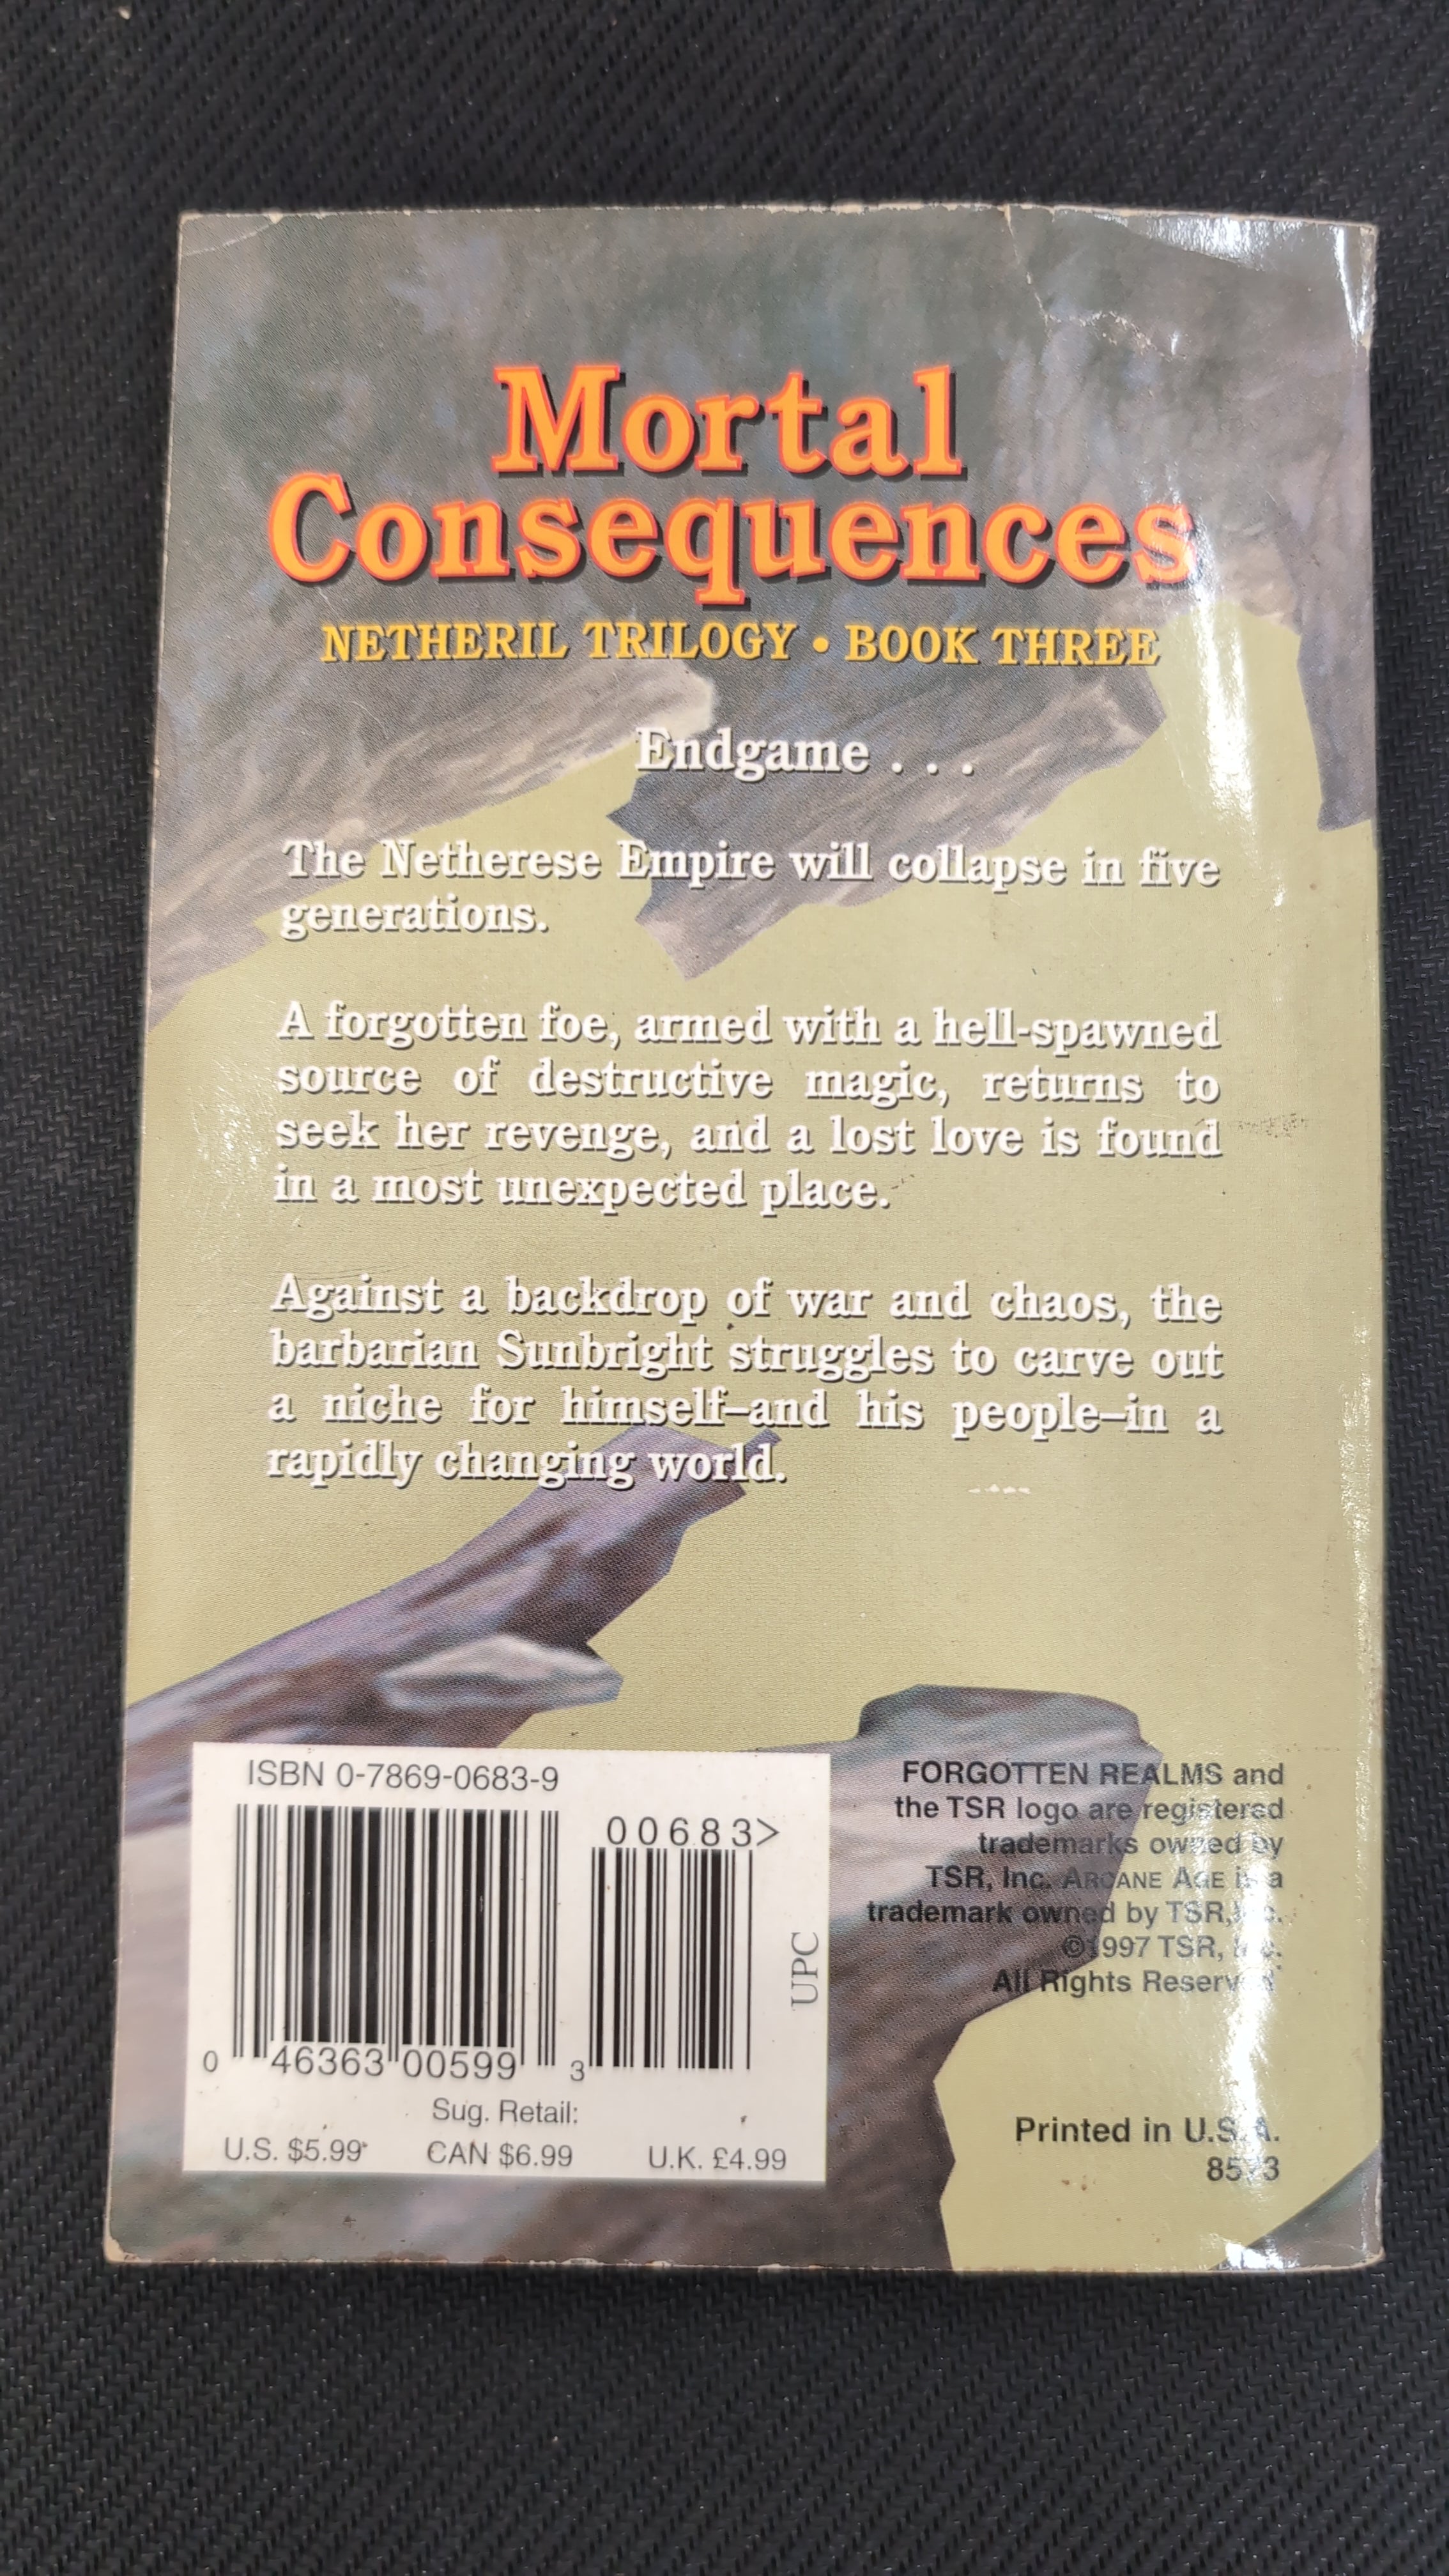 Mortal
Consequences
NETHERIL TRILOGY • BOOK THREE
Endgame . . .
The Netherese Empire will collapse in five
generations.
A forgotten foe, armed with a hell-spawned
source of destructive magic, returns to
seek her revenge, and a lost love is found
in a most unexpected place.
Against a backdrop of war and chaos, the
barbarian Sunbright struggles to carve out
a niche for himself–and his people–in a
rapidly changing world.
ISBN 0-7869-0683-9
00683>
UPC
0 46363 00599 3
Sug. Retail:
U.S. $5.99 CAN $6.99 U.K. £4.99
FORGOTTEN REALMS and
the TSR logo are registered
trademarks owned by
TSR, Inc. ARCANE AGE is a
trademark owned by TSR, Inc.
©1997 TSR, Inc.
All Rights Reserved
Printed in U.S.A.